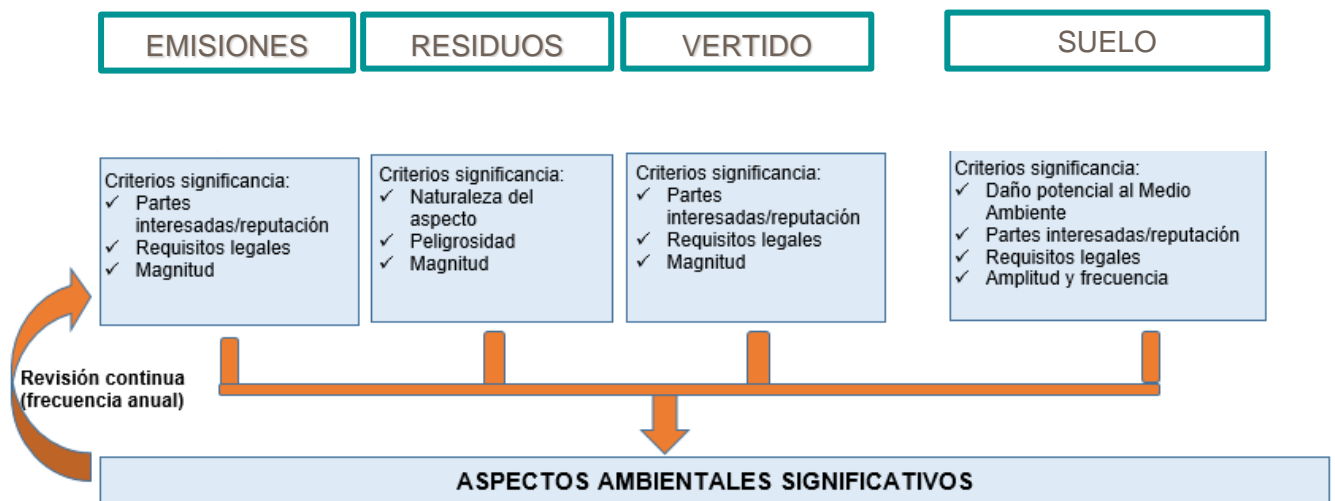 EMISIONES
RESIDUOS
VERTIDO
SUELO
Criterios significancia:
✓ Partes
interesadas/reputación
✓ Requisitos legales
✓ Magnitud
Criterios significancia:
✓ Naturaleza del
aspecto
✓ Peligrosidad
✓ Magnitud
Criterios significancia:
✓ Partes
interesadas/reputación
✓ Requisitos legales
✓ Magnitud
Criterios significancia:
✓ Daño potencial al Medio
Ambiente
✓ Partes interesadas/reputación
✓ Requisitos legales
✓ Amplitud y frecuencia
Revisión continua
(frecuencia anual)
ASPECTOS AMBIENTALES SIGNIFICATIVOS